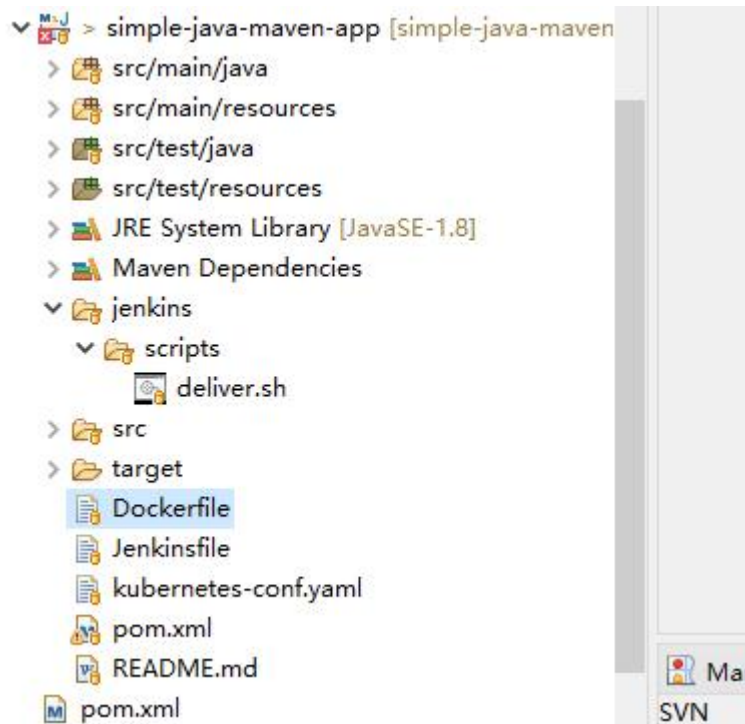 > simple-java-maven-app [simple-java-maven
src/main/java
src/main/resources
src/test/java
src/test/resources
JRE System Library [JavaSE-1.8]
Maven Dependencies
jenkins
scripts
deliver.sh
src
target
Dockerfile
Jenkinsfile
kubernetes-conf.yaml
pom.xml
README.md
pom.xml
Ma
SVN